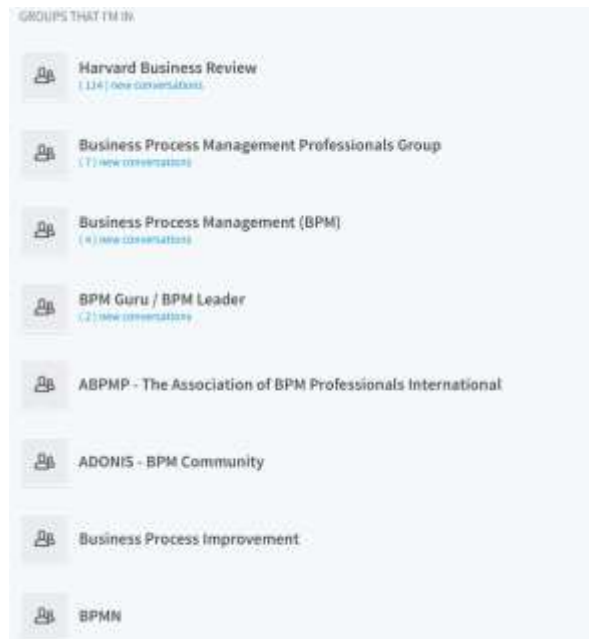 GROUPS THAT I'M IN
Harvard Business Review
(124) new conversations
Business Process Management Professionals Group
(7) new conversations
Business Process Management (BPM)
(4) new conversations
BPM Guru / BPM Leader
(2) new conversations
ABPMP - The Association of BPM Professionals International
ADONIS - BPM Community
Business Process Improvement
BPMN